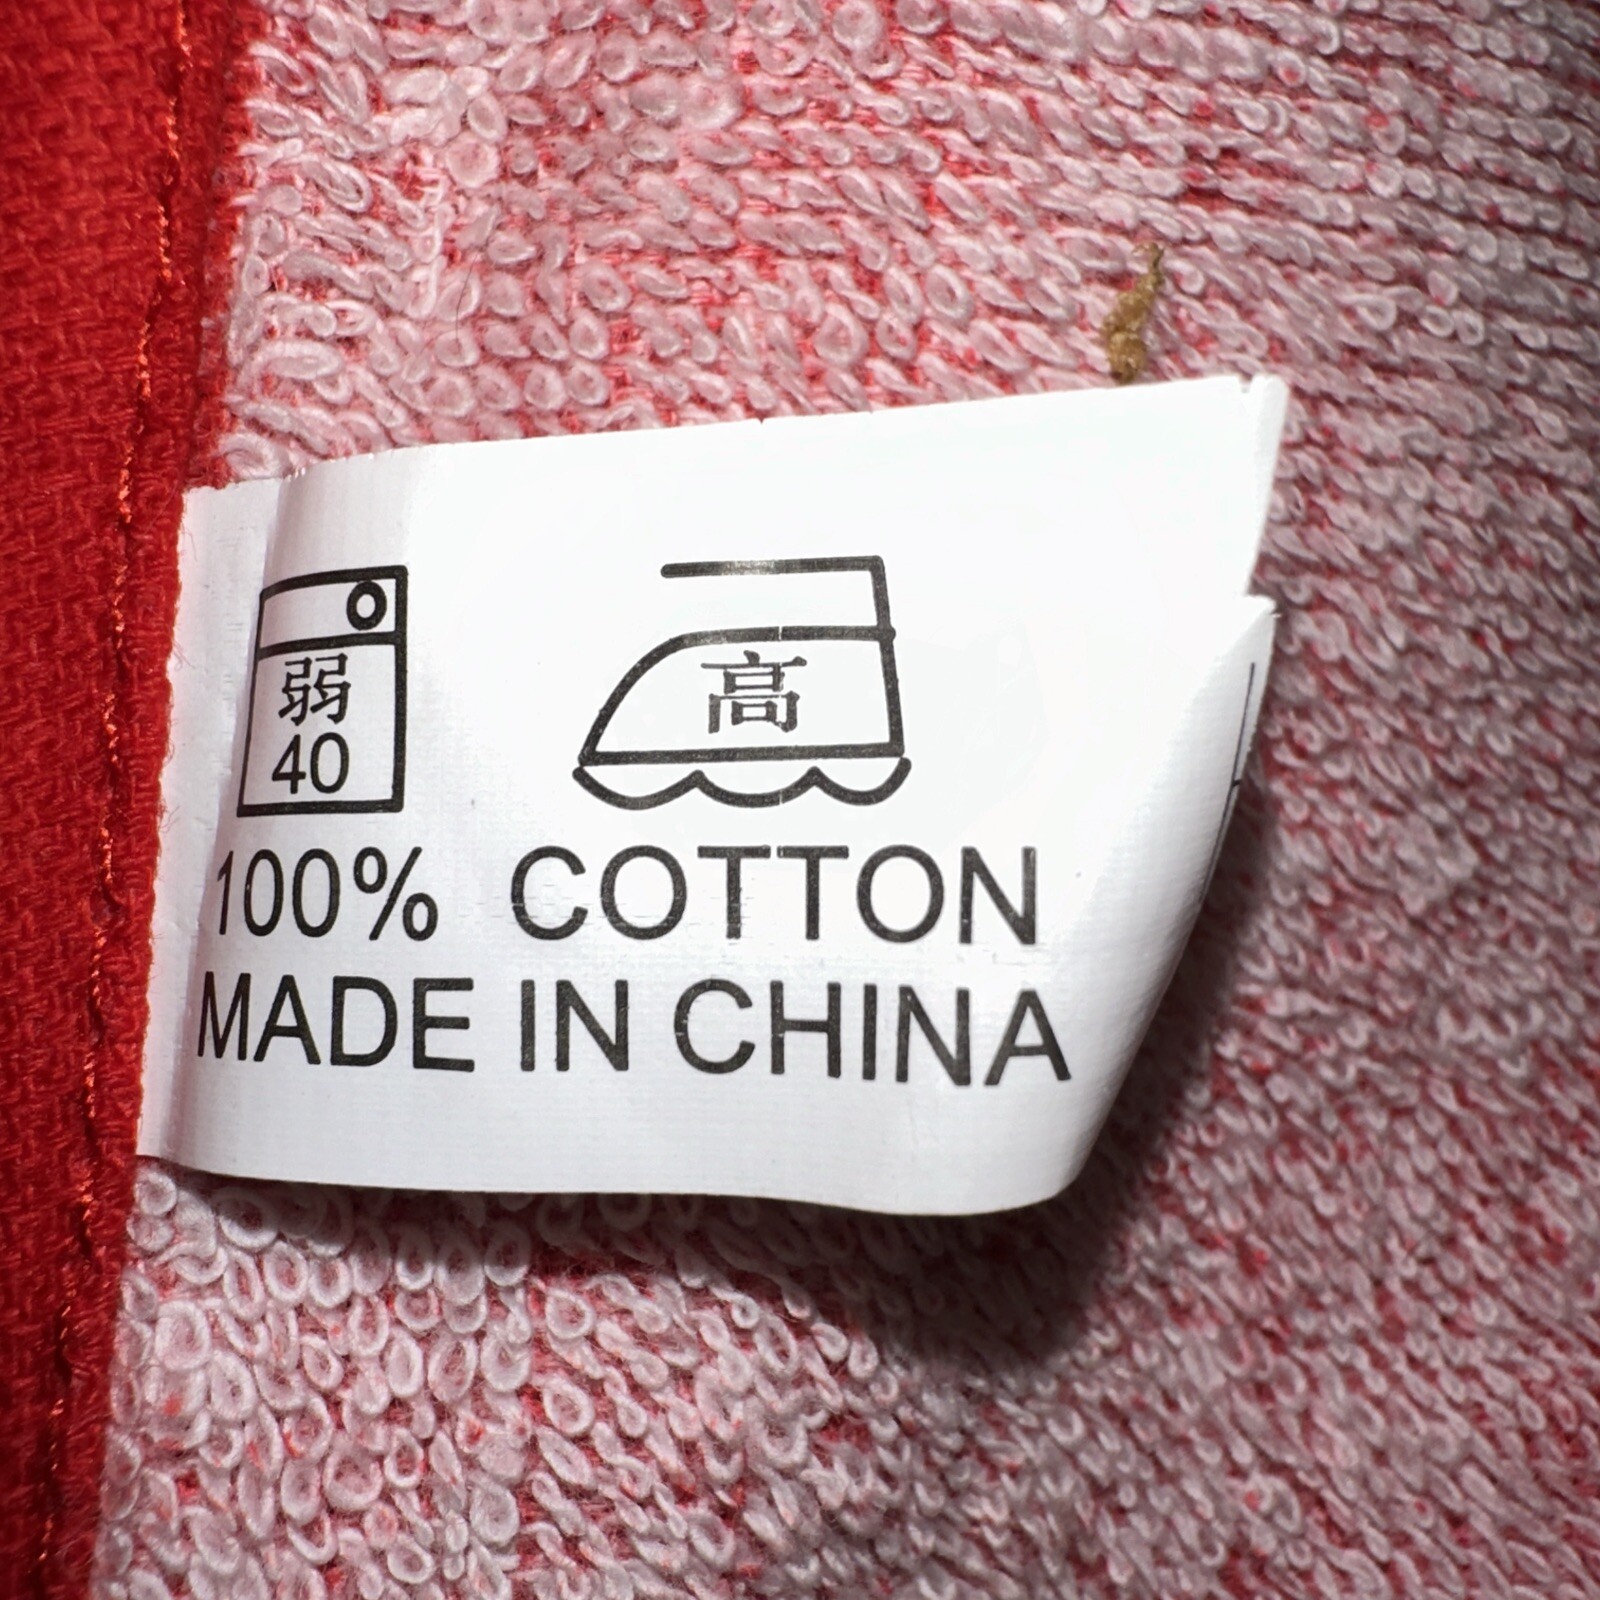 弱 高
40
100% COTTON
MADE IN CHINA